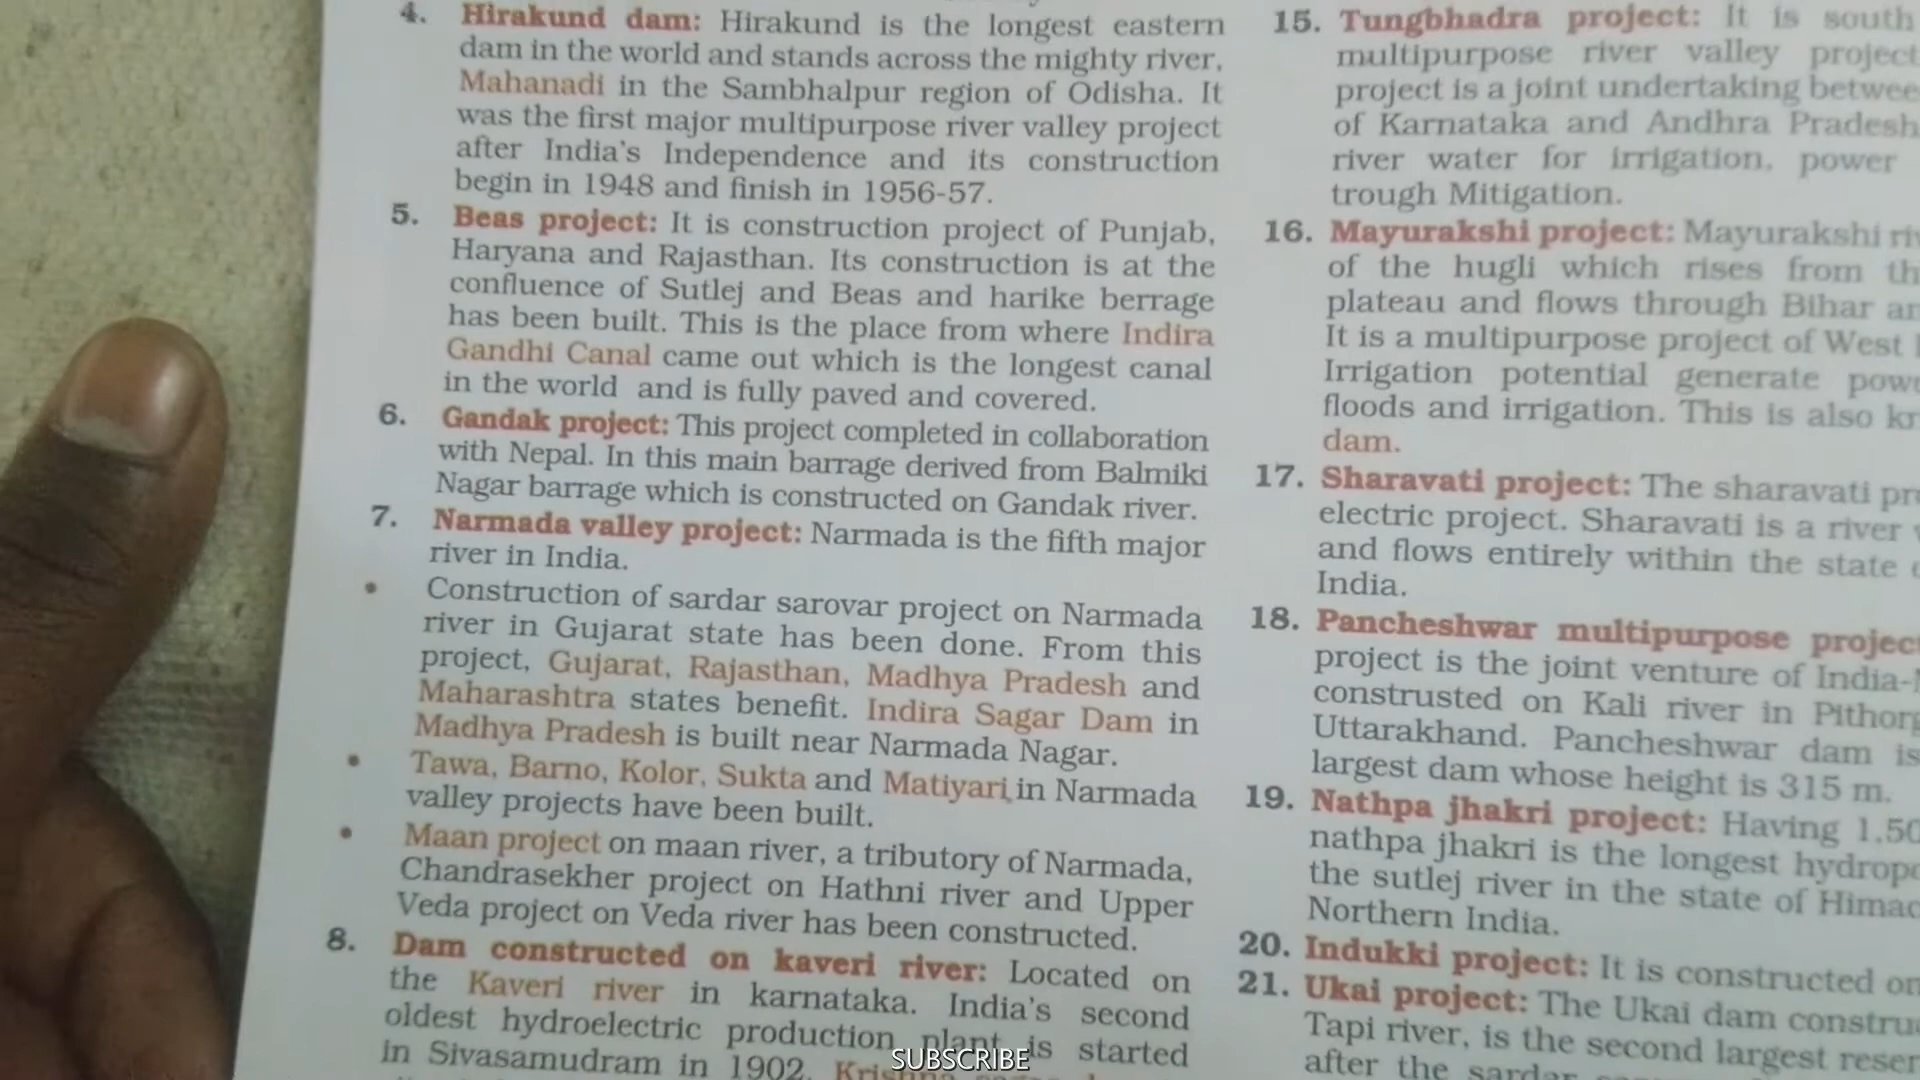 4. Hirakund dam: Hirakund is the longest eastern
dam in the world and stands across the mighty river,
Mahanadi in the Sambhalpur region of Odisha. It
was the first major multipurpose river valley project
after India's Independence and its construction
begin in 1948 and finish in 1956-57.
5. Beas project: It is construction project of Punjab,
Haryana and Rajasthan. Its construction is at the
confluence of Sutlej and Beas and harike berrage
has been built. This is the place from where Indira
Gandhi Canal came out which is the longest canal
in the world and is fully paved and covered.
6. Gandak project: This project completed in collaboration
with Nepal. In this main barrage derived from Balmiki
Nagar barrage which is constructed on Gandak river.
7. Narmada valley project: Narmada is the fifth major
river in India.
• Construction of sardar sarovar project on Narmada
river in Gujarat state has been done. From this
project, Gujarat, Rajasthan, Madhya Pradesh and
Maharashtra states benefit. Indira Sagar Dam in
Madhya Pradesh is built near Narmada Nagar.
• Tawa, Barno, Kolor, Sukta and Matiyari in Narmada
valley projects have been built.
• Maan project on maan river, a tributory of Narmada,
Chandrasekher project on Hathni river and Upper
Veda project on Veda river has been constructed.
8. Dam constructed on kaveri river: Located on
the Kaveri river in karnataka. India's second
oldest hydroelectric production plant is started
in Sivasamudram in 1902.
15. Tungbhadra project: It is south
multipurpose river valley project
project is a joint undertaking
of Karnataka and Andhra Pradesh
river water for irrigation, power
trough Mitigation.
16. Mayurakshi project: Mayurakshi
of the hugli which rises from
plateau and flows through Bihar
It is a multipurpose project of West
Irrigation potential generate
floods and irrigation. This is also
dam.
17. Sharavati project: The sharavati
electric project. Sharavati is a river
and flows entirely within the state
India.
18. Pancheshwar multipurpose project
project is the joint venture of
construsted on Kali river in
Uttarakhand. Pancheshwar dam is
largest dam whose height is 315 m.
19. Nathpa jhakri project: Having
nathpa jhakri is the longest
the sutlej river in the state of
Northern India.
20. Indukki project: It is constructed on
21. Ukai project: The Ukai dam
Tapi river, is the second largest
after the sardar
SUBSCRIBE